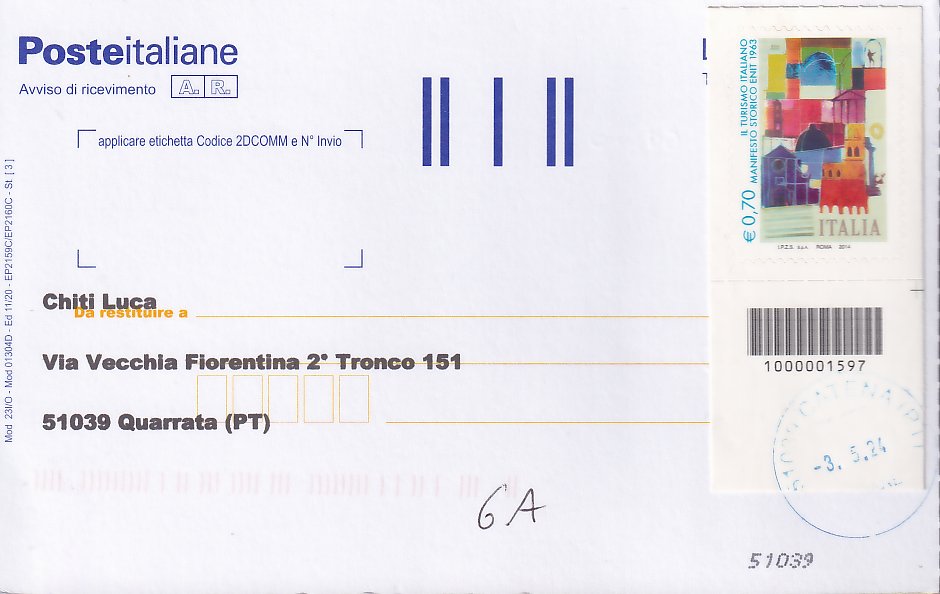 Posteitaliane
Avviso di ricevimento A. R.
applicare etichetta Codice 2DCOMM e N° Invio
Mod 23I/O - Mod 01304D - Ed 11/20 - EP2159C/EP2160C - St [3]
Chiti Luca
Da restituire a
Via Vecchia Fiorentina 2° Tronco 151
51039 Quarrata (PT)
6A
51039
IL TURISMO ITALIANO
MANIFESTO STORICO ENIT 1963
€ 0,70
ITALIA
I.P.Z.S. S.p.A. ROMA 2014
1000001597
CATENA (PT)
-3. 5.24